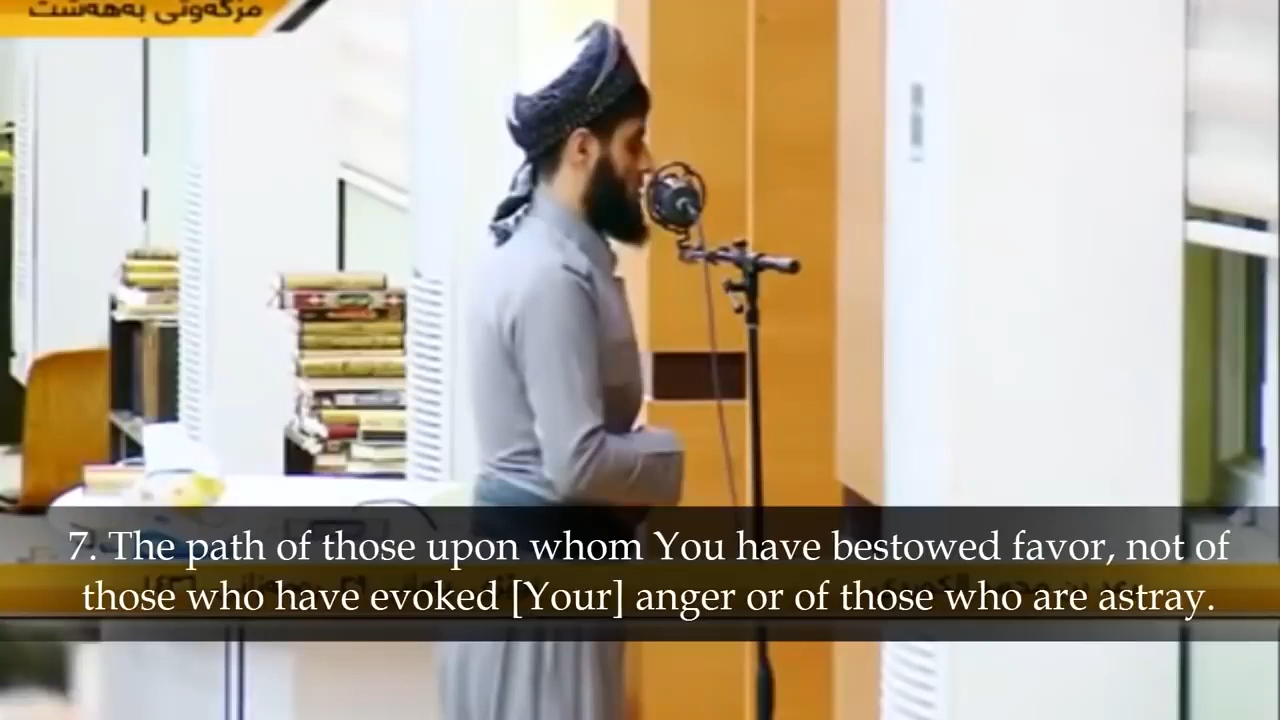 مزگەوتی بەهەشت
7. The path of those upon whom You have bestowed favor, not of
those who have evoked [Your] anger or of those who are astray.